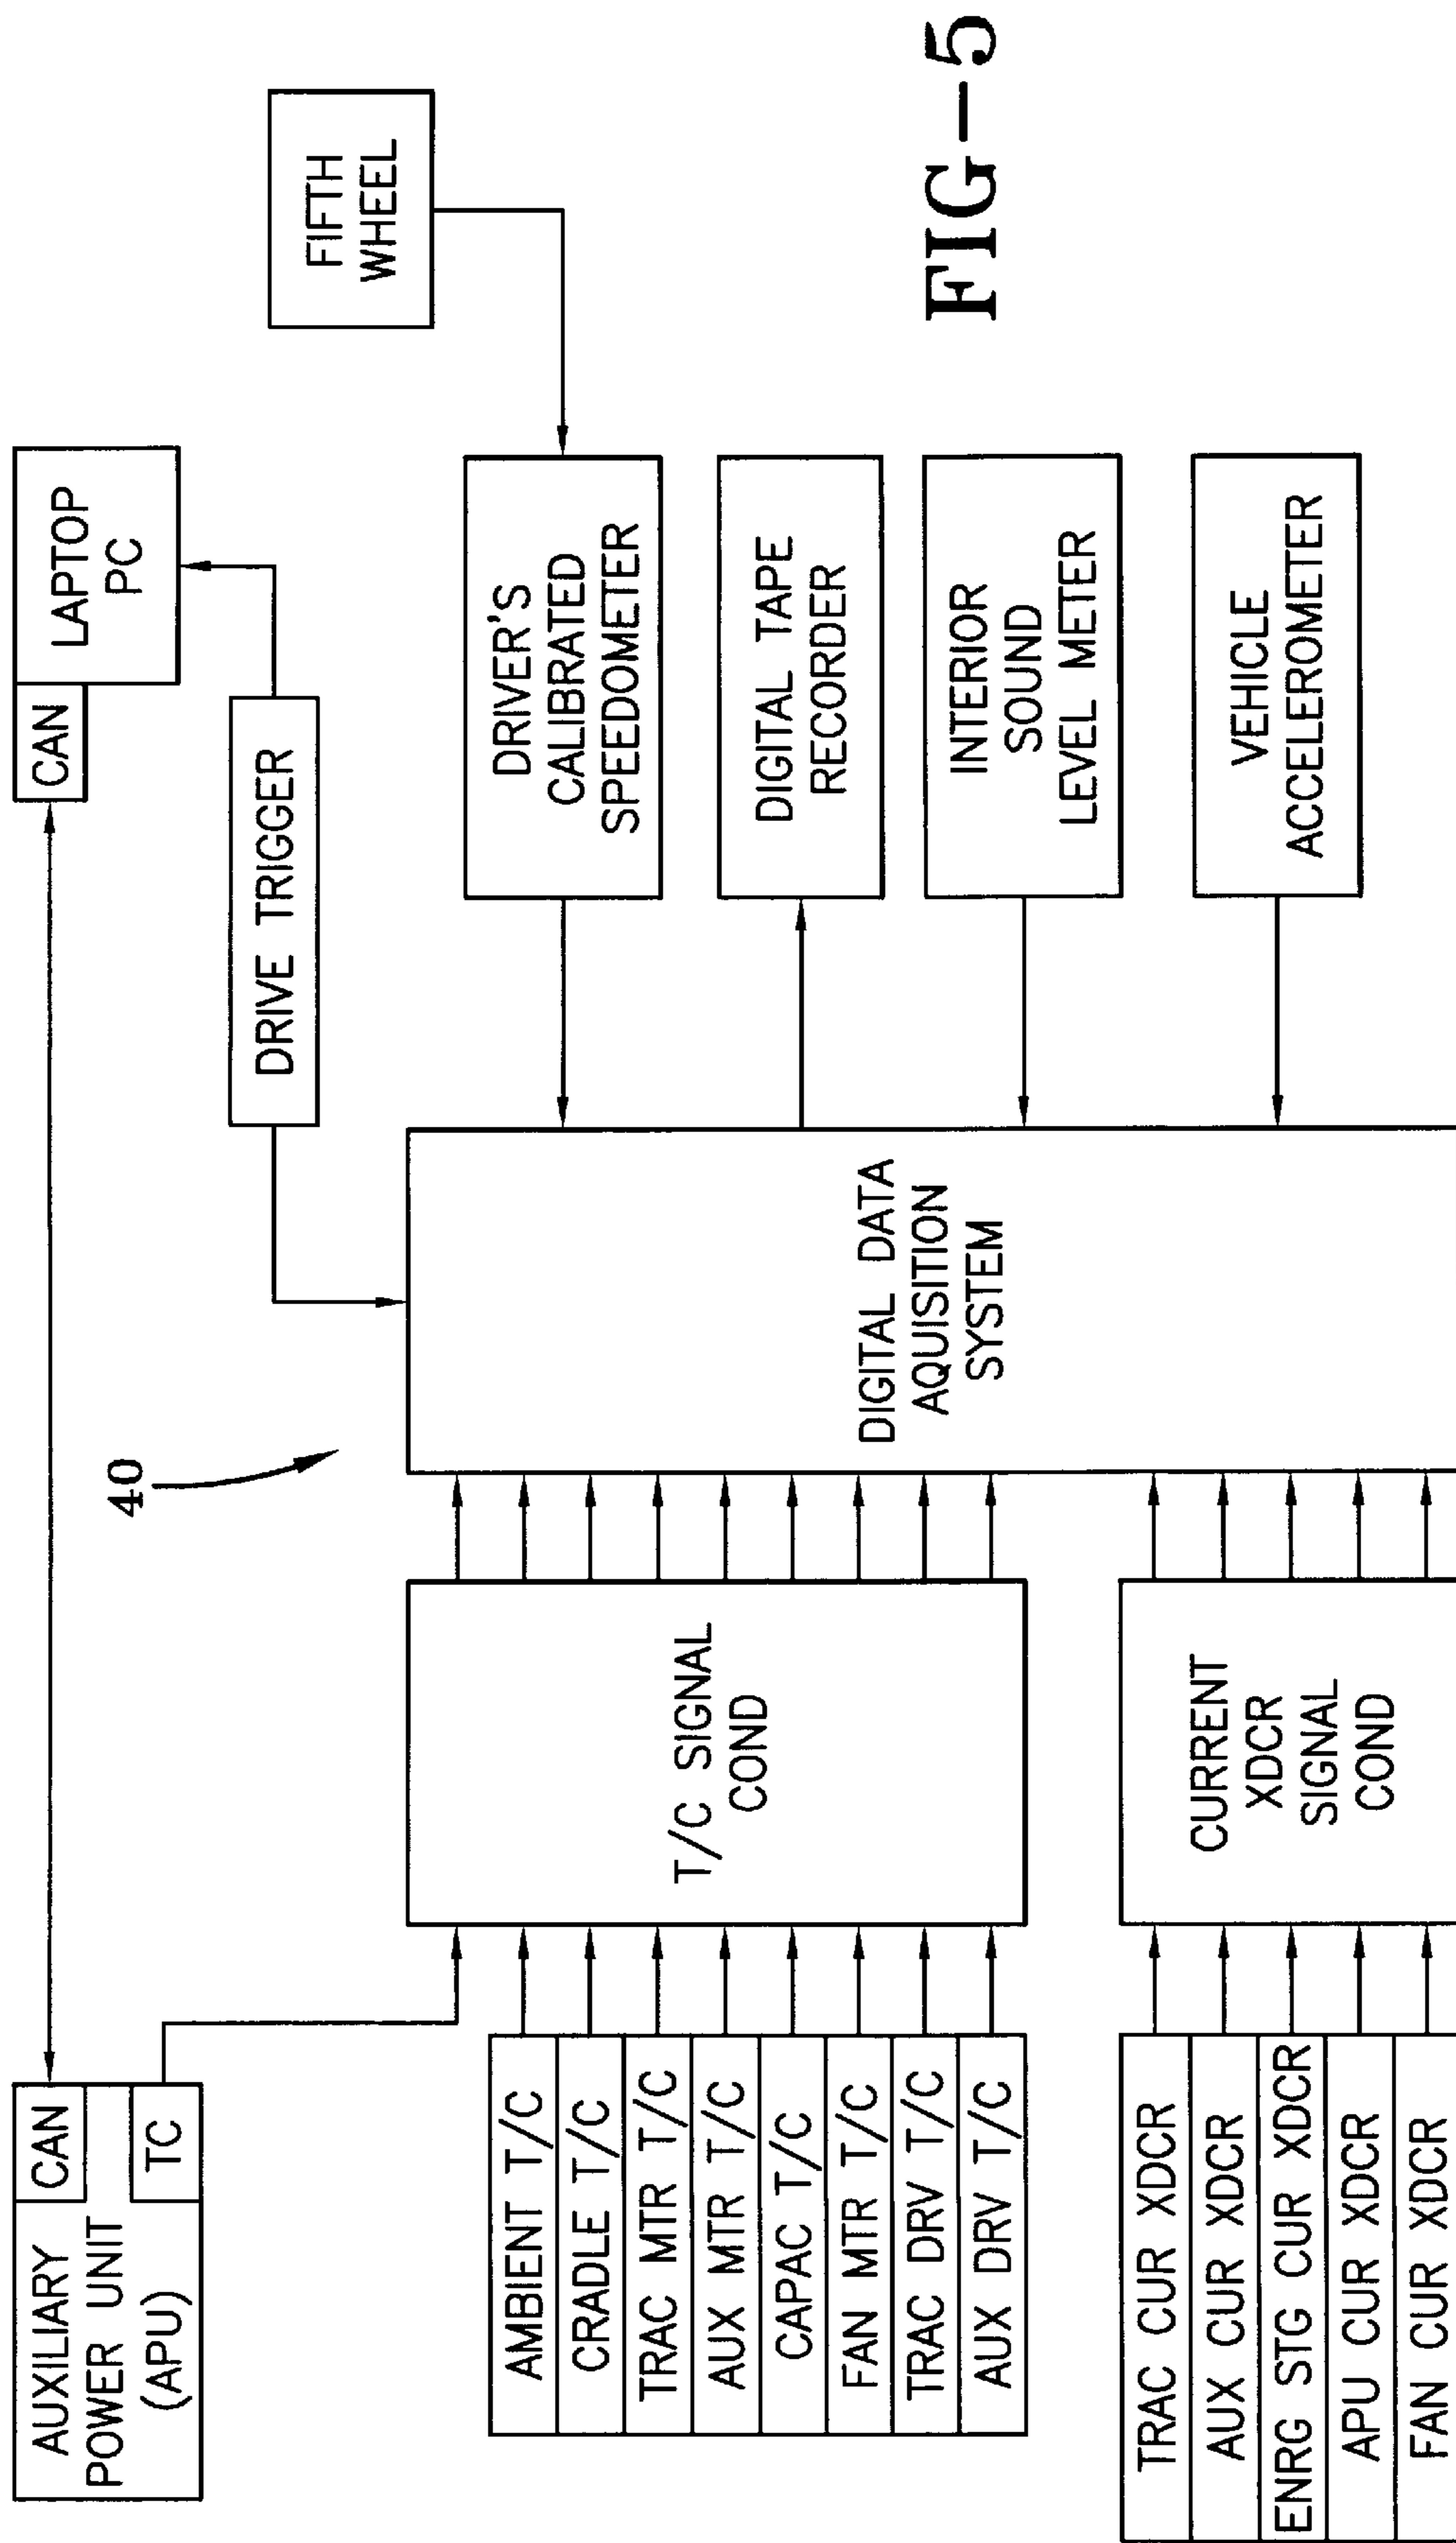 AUXILIARY
POWER UNIT
(APU)
CAN
TC
CAN
LAPTOP
PC
DRIVE TRIGGER
FIFTH
WHEEL
40
AMBIENT T/C
CRADLE T/C
TRAC MTR T/C
AUX MTR T/C
CAPAC T/C
FAN MTR T/C
TRAC DRV T/C
AUX DRV T/C
T/C SIGNAL
COND
DIGITAL DATA
AQUISITION
SYSTEM
DRIVER'S
CALIBRATED
SPEEDOMETER
DIGITAL TAPE
RECORDER
INTERIOR
SOUND
LEVEL METER
VEHICLE
ACCELEROMETER
TRAC CUR XDCR
AUX CUR XDCR
ENRG STG CUR XDCR
APU CUR XDCR
FAN CUR XDCR
CURRENT
XDCR
SIGNAL
COND
FIG-5